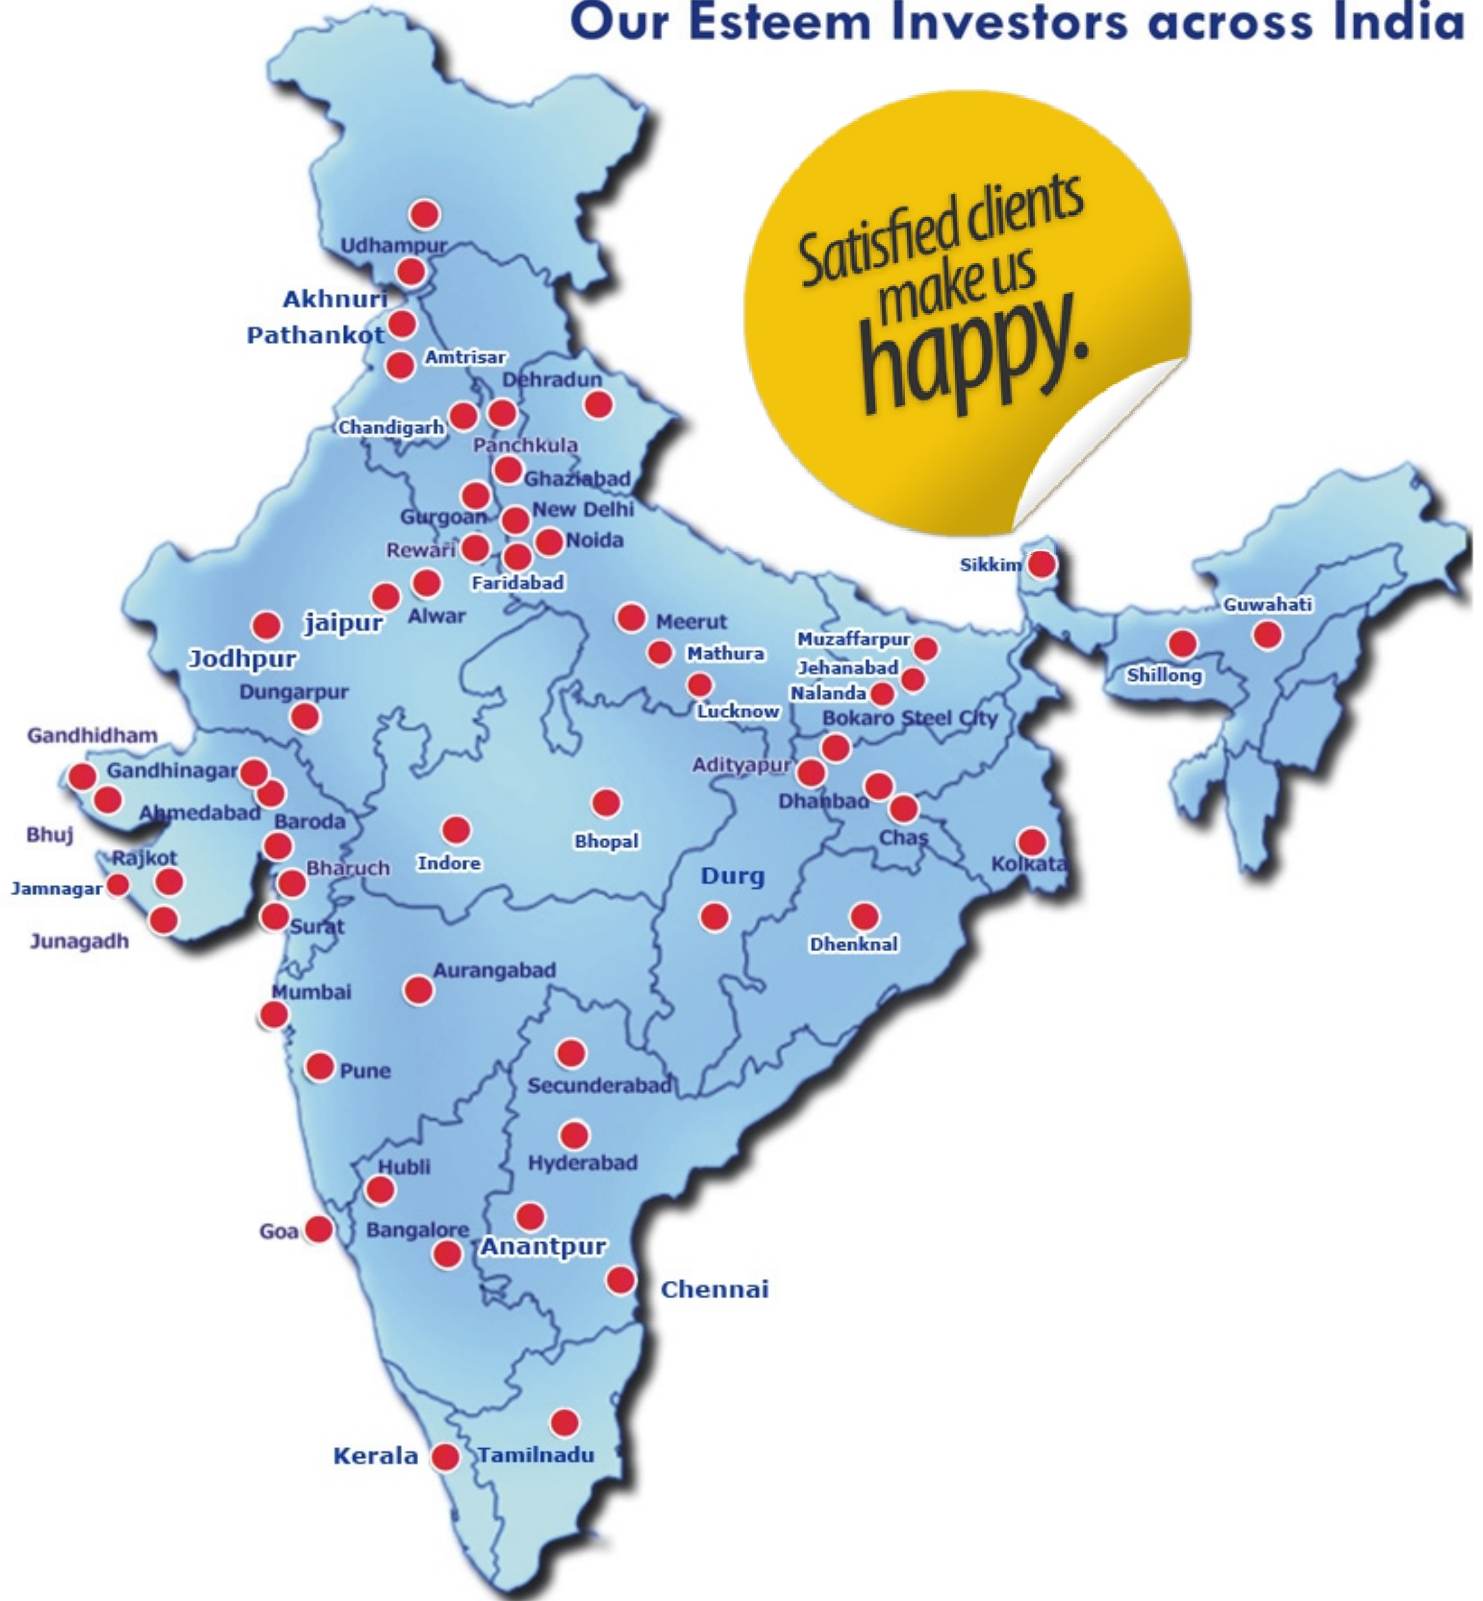 Our Esteem Investors across India
Satisfied clients
make us
happy.
Udhampur
Akhnuri
Pathankot
Amtrisar
Dehradun
Chandigarh
Panchkula
Ghaziabad
Gurgoan
New Delhi
Rewari
Noida
Faridabad
Sikkim
Guwahati
Alwar
jaipur
Meerut
Muzaffarpur
Jodhpur
Mathura
Jehanabad
Shillong
Dungarpur
Nalanda
Lucknow
Bokaro Steel City
Gandhidham
Gandhinagar
Adityapur
Ahmedabad
Baroda
Dhanbad
Bhuj
Chas
Bhopal
Rajkot
Indore
Kolkata
Bharuch
Durg
Jamnagar
Surat
Junagadh
Dhenknal
Aurangabad
Mumbai
Pune
Secunderabad
Hubli
Hyderabad
Goa
Bangalore
Anantpur
Chennai
Kerala
Tamilnadu